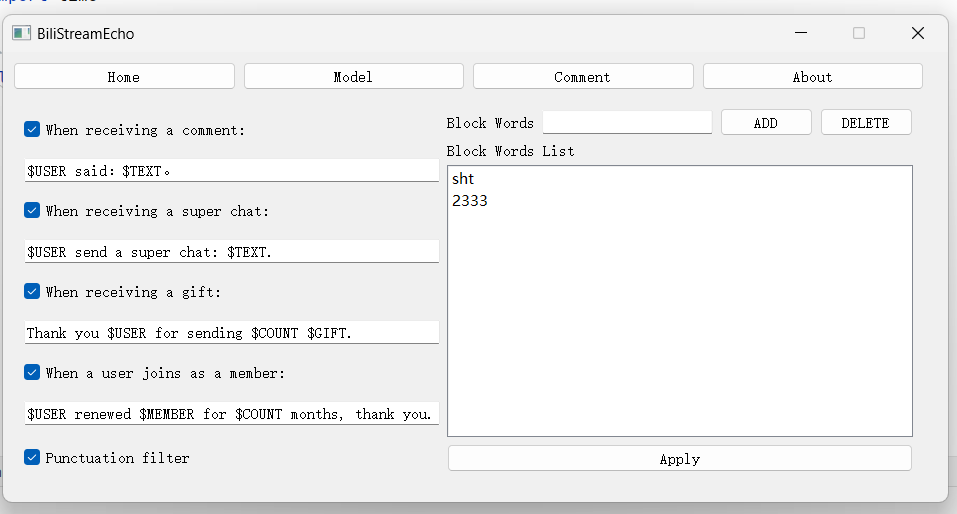 BiliStreamEcho
Home Model Comment About
When receiving a comment:
$USER said: $TEXT。
When receiving a super chat:
$USER send a super chat: $TEXT.
When receiving a gift:
Thank you $USER for sending $COUNT $GIFT.
When a user joins as a member:
$USER renewed $MEMBER for $COUNT months, thank you.
Punctuation filter
Block Words ADD DELETE
Block Words List
sht
2333
Apply